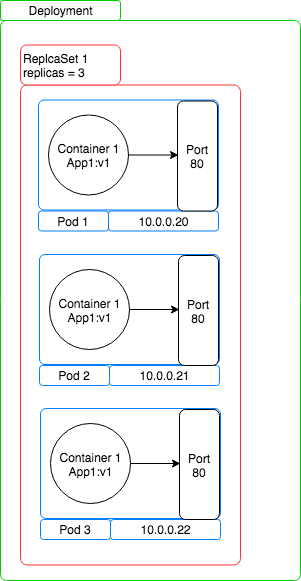 Deployment
ReplcaSet 1
replicas = 3
Container 1
App1:v1
Port
80
Pod 1
10.0.0.20
Container 1
App1:v1
Port
80
Pod 2
10.0.0.21
Container 1
App1:v1
Port
80
Pod 3
10.0.0.22